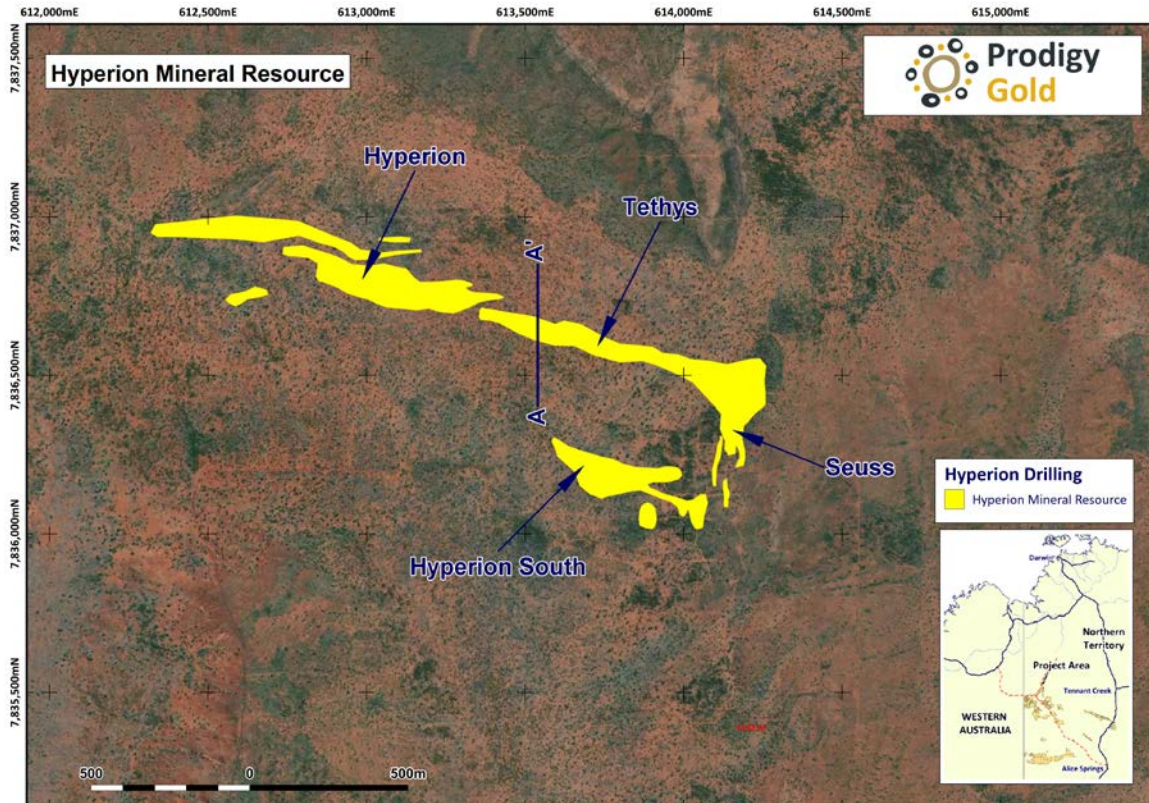 612,000mE 612,500mE 613,000mE 613,500mE 614,000mE 614,500mE 615,000mE
7,837,500mN
Hyperion Mineral Resource
Prodigy
Gold
Hyperion
7,837,000mN
Tethys
A'
7,836,500mN
A
Seuss
Hyperion Drilling
Hyperion Mineral Resource
7,836,000mN
Hyperion South
Darwin
Northern
Territory
Project Area
7,835,500mN
Tennant Creek
WESTERN
AUSTRALIA
Alice Springs
500 0 500m